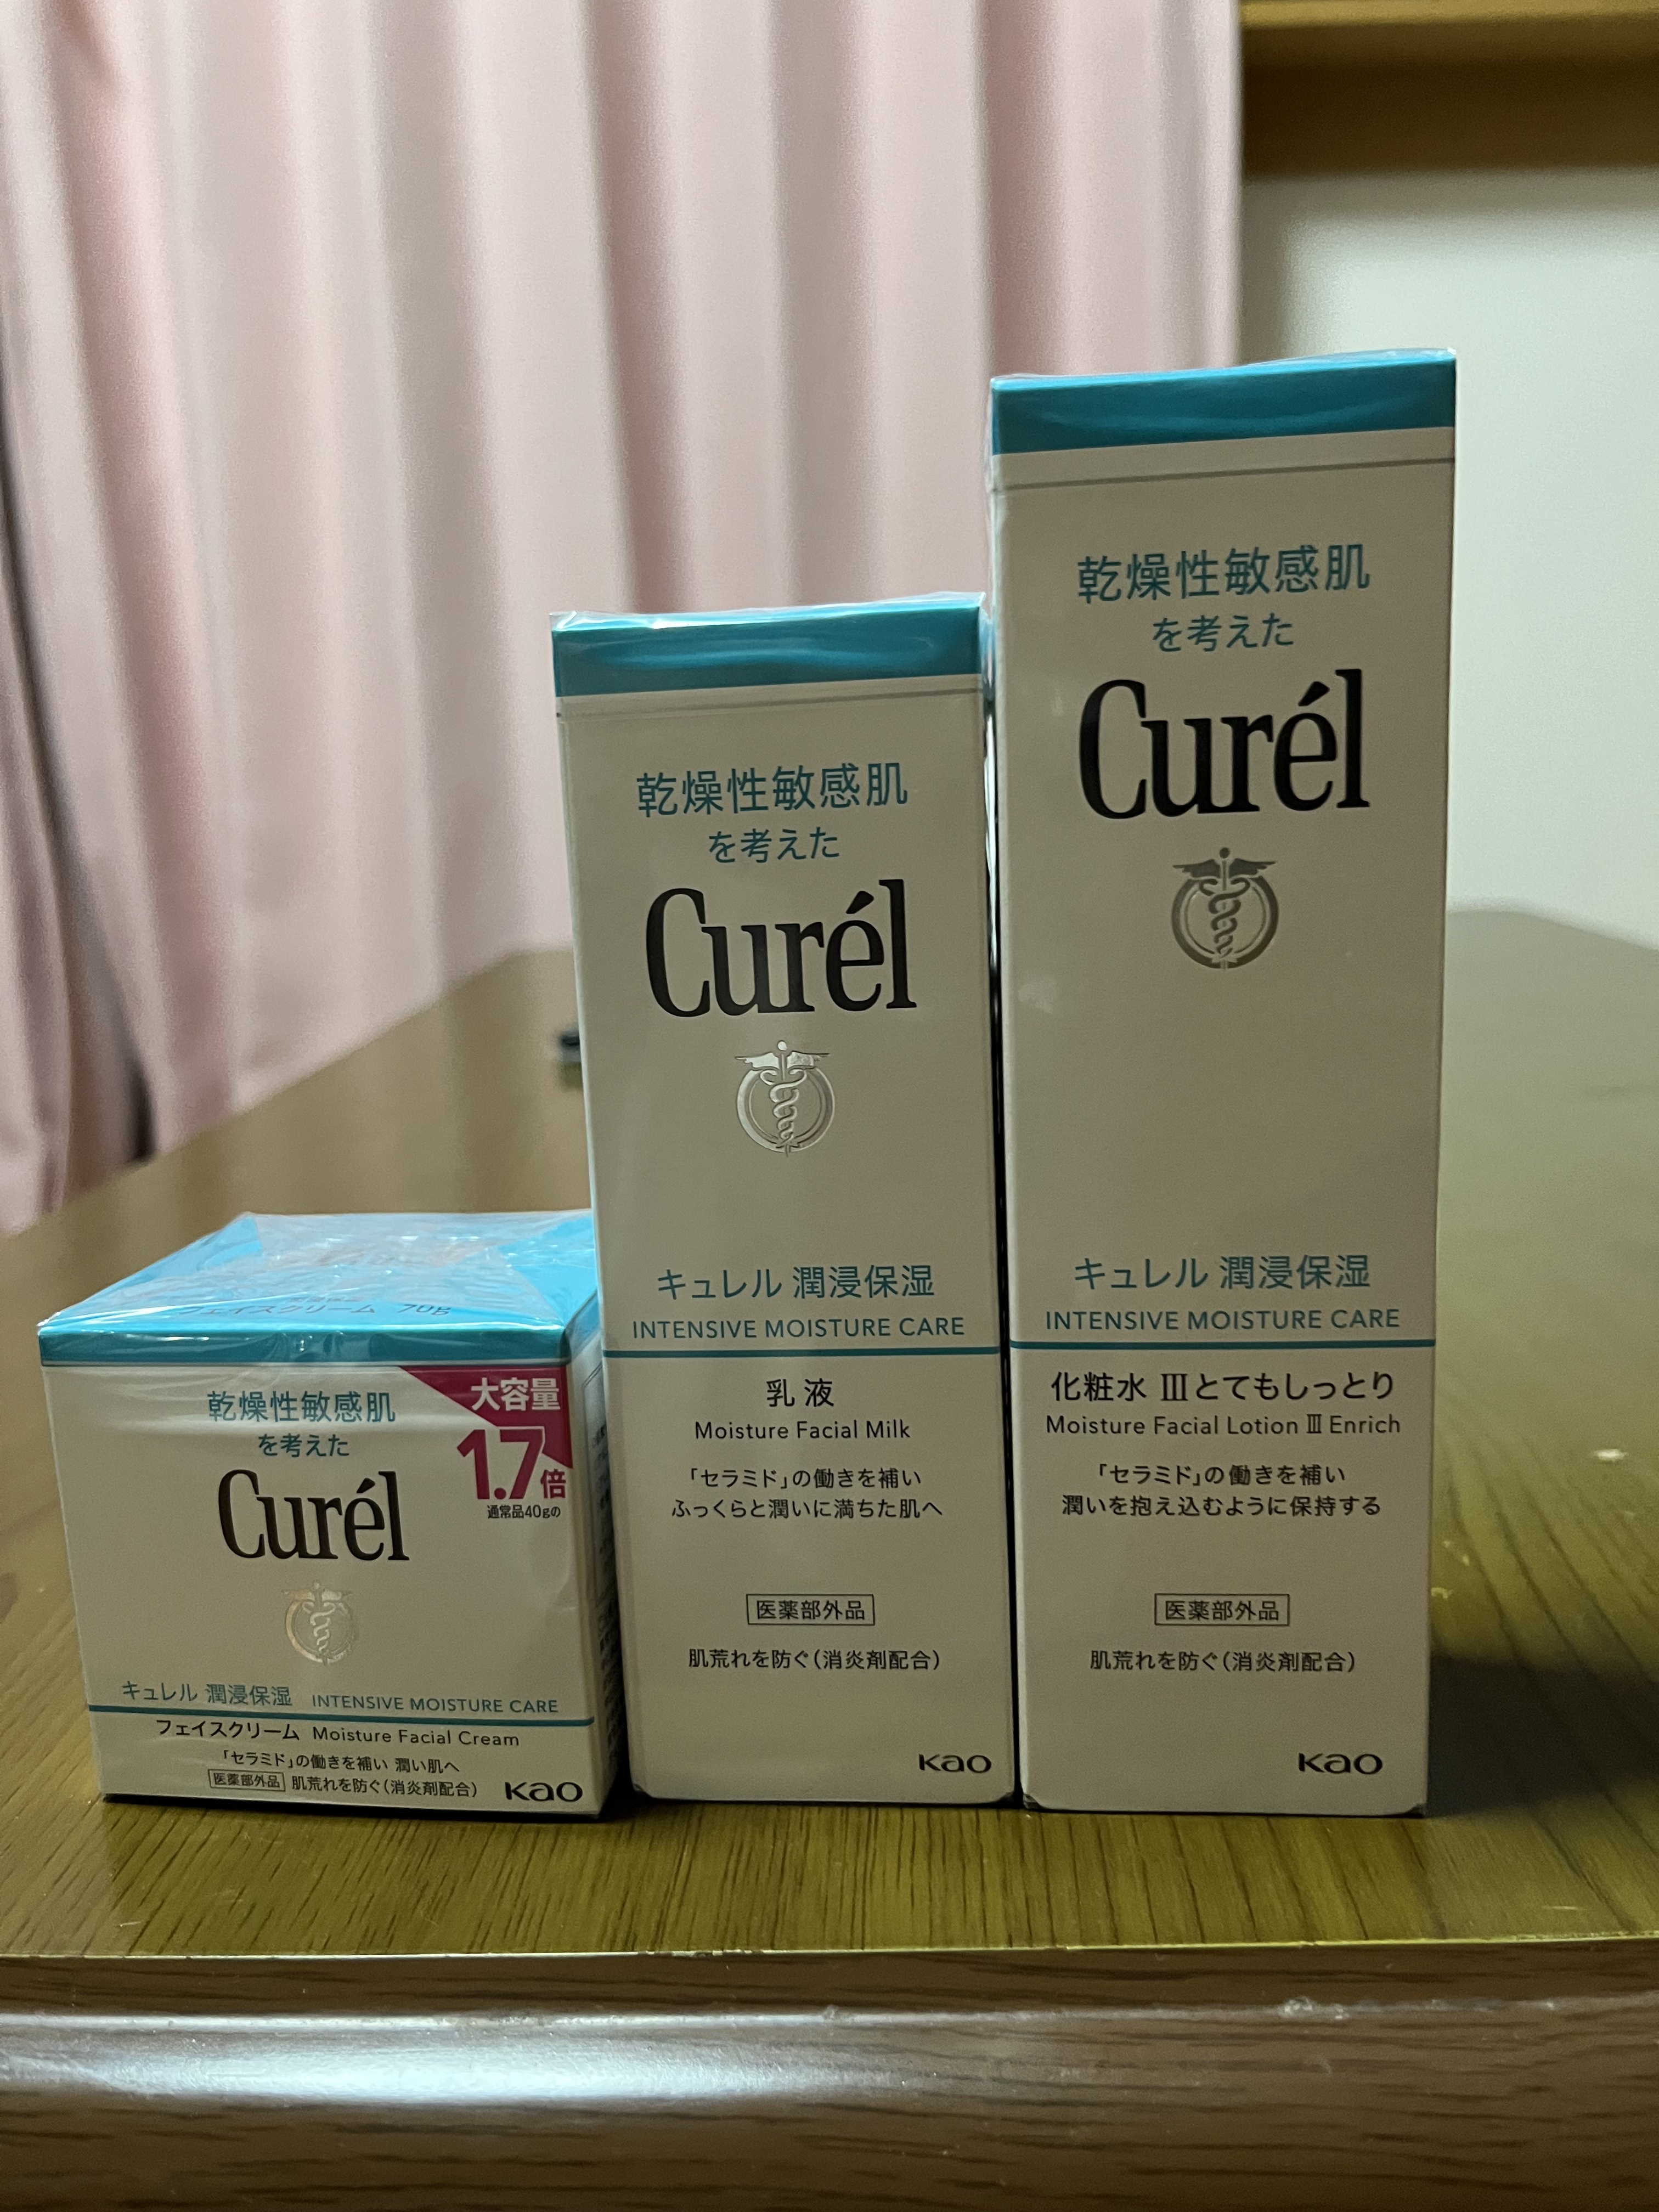 フェイスクリーム 70g
乾燥性敏感肌
を考えた
Curél
大容量
1.7倍
通常品40gの
キュレル 潤浸保湿 INTENSIVE MOISTURE CARE
フェイスクリーム Moisture Facial Cream
「セラミド」の働きを補い 潤い肌へ
医薬部外品 肌荒れを防ぐ(消炎剤配合)
Kao
乾燥性敏感肌
を考えた
Curél
キュレル 潤浸保湿
INTENSIVE MOISTURE CARE
乳液
Moisture Facial Milk
「セラミド」の働きを補い
ふっくらと潤いに満ちた肌へ
医薬部外品
肌荒れを防ぐ(消炎剤配合)
Kao
乾燥性敏感肌
を考えた
Curél
キュレル 潤浸保湿
INTENSIVE MOISTURE CARE
化粧水 Ⅲとてもしっとり
Moisture Facial Lotion Ⅲ Enrich
「セラミド」の働きを補い
潤いを抱え込むように保持する
医薬部外品
肌荒れを防ぐ(消炎剤配合)
Kao